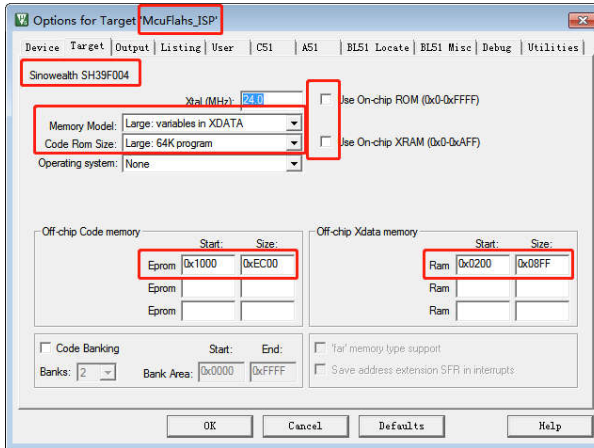 Options for Target 'McuFlahs_ISP'
Device Target Output Listing User C51 A51 BL51 Locate BL51 Misc Debug Utilities
Sinowealth SH39F004
Xtal (MHz): 24.0 Use On-chip ROM (0x0-0xFFFF)
Memory Model: Large: variables in XDATA
Use On-chip XRAM (0x0-0xAFF)
Code Rom Size: Large: 64K program
Operating system: None
Off-chip Code memory Off-chip Xdata memory
Start: Size: Start: Size:
Eprom 0x1000 0xEC00 Ram 0x0200 0x08FF
Eprom Ram
Eprom Ram
Code Banking Start: End: 'far' memory type support
Banks: 2 Bank Area: 0x0000 0xFFFF Save address extension SFR in interrupts
OK Cancel Defaults Help